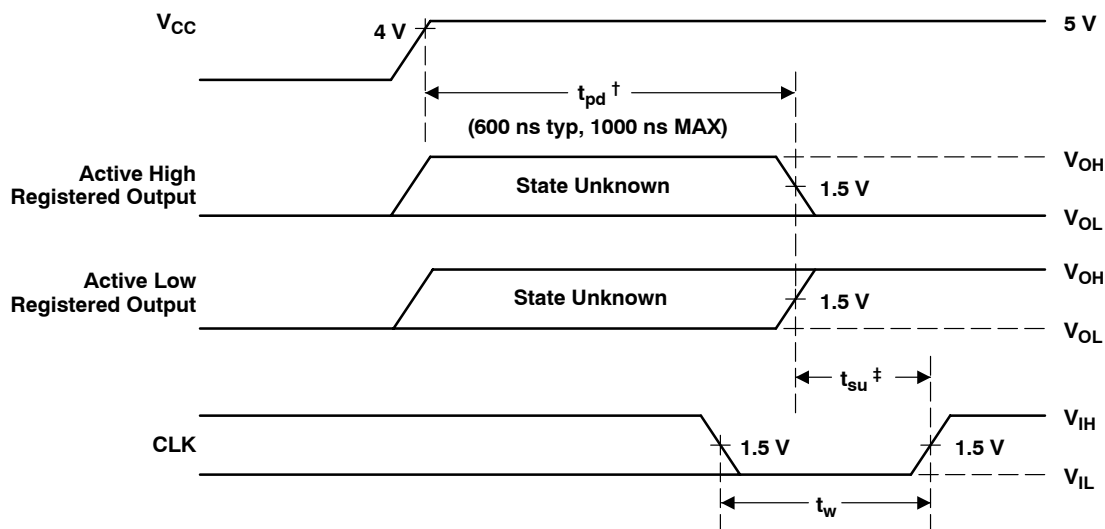 VCC
4 V
5 V
tpd †
(600 ns typ, 1000 ns MAX)
Active High
Registered Output
State Unknown
1.5 V
VOH
VOL
Active Low
Registered Output
State Unknown
1.5 V
VOH
VOL
tsu ‡
CLK
1.5 V
1.5 V
VIH
VIL
tw